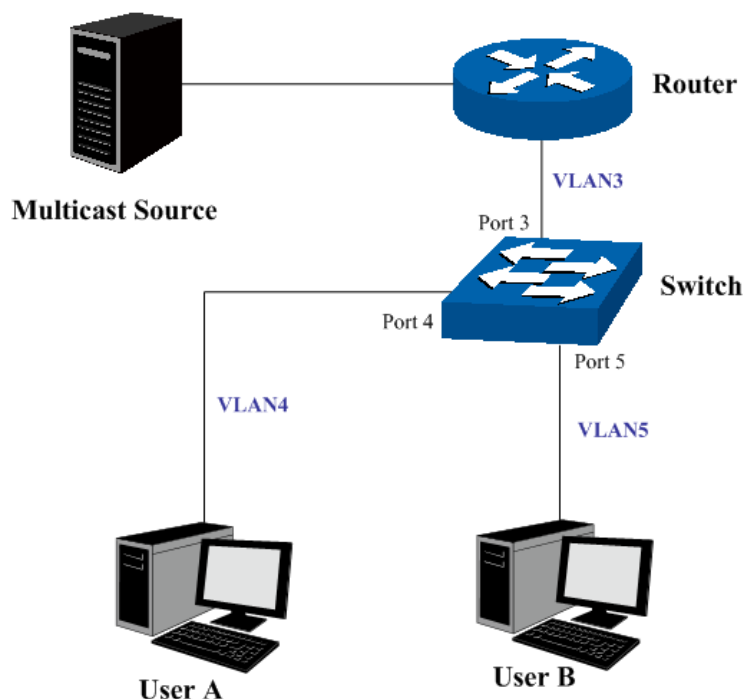 Router
VLAN3
Multicast Source
Port 3
Switch
Port 4
Port 5
VLAN4
VLAN5
User A
User B